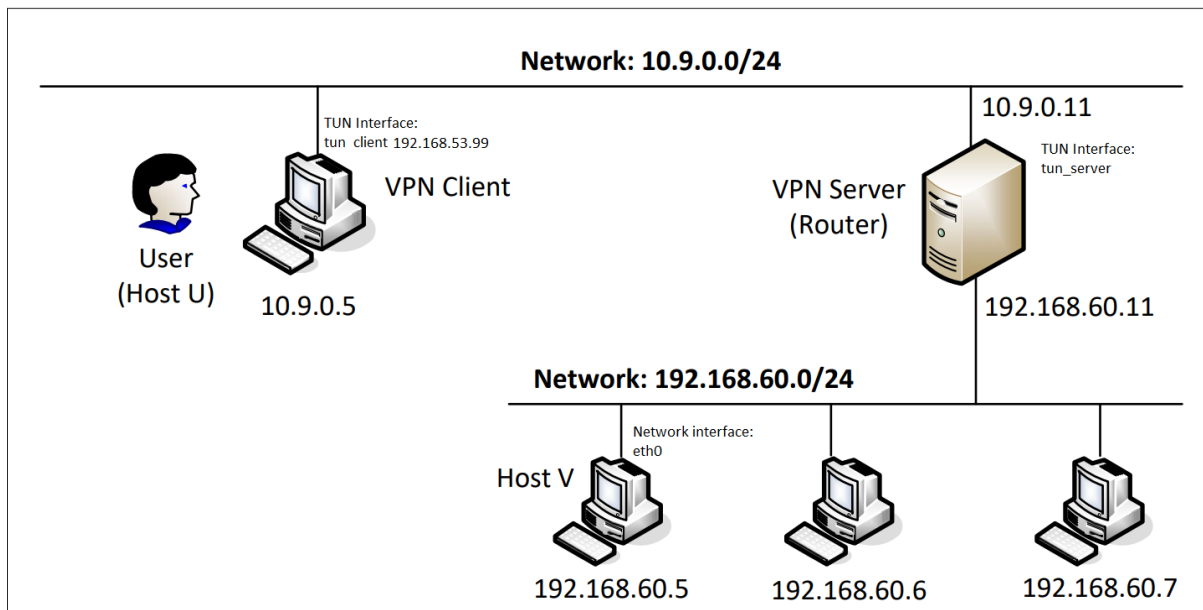 Network: 10.9.0.0/24
10.9.0.11
TUN Interface:
tun_client 192.168.53.99
TUN Interface:
tun_server
VPN Client
VPN Server
(Router)
User
(Host U)
10.9.0.5
192.168.60.11
Network: 192.168.60.0/24
Network interface:
eth0
Host V
192.168.60.5
192.168.60.6
192.168.60.7